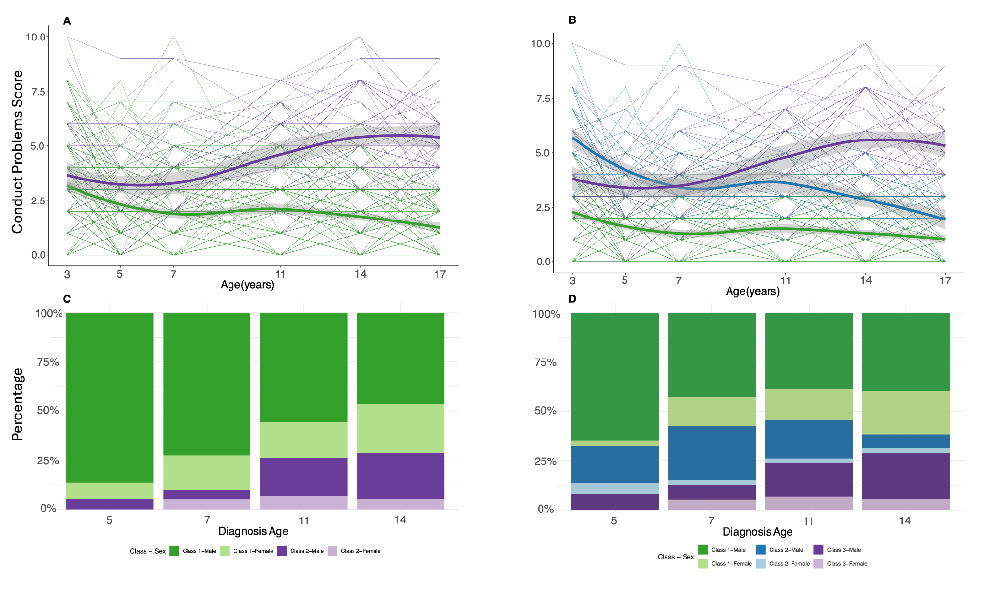 A
B
Conduct Problems Score
10.0
7.5
5.0
2.5
0.0
3 5 7 11 14 17
Age(years)
10.0
7.5
5.0
2.5
0.0
3 5 7 11 14 17
Age(years)
C
D
Percentage
100%
75%
50%
25%
0%
5 7 11 14
Diagnosis Age
Class – Sex Class 1–Male Class 1–Female Class 2–Male Class 2–Female
100%
75%
50%
25%
0%
5 7 11 14
Diagnosis Age
Class – Sex
Class 1–Male Class 2–Male Class 3–Male
Class 1–Female Class 2–Female Class 3–Female